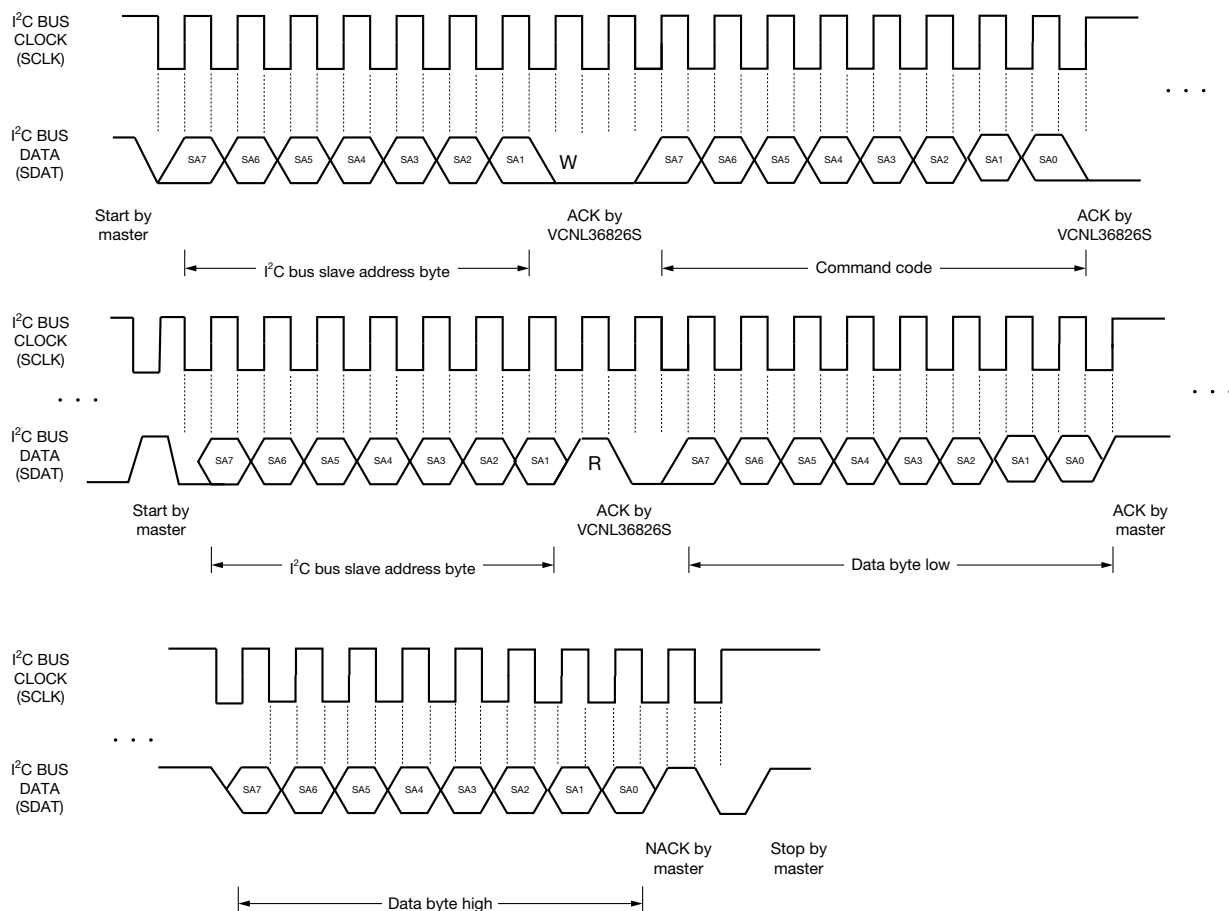 I²C BUS
CLOCK
(SCLK)
. . .
I²C BUS
DATA
(SDAT)
SA7 SA6 SA5 SA4 SA3 SA2 SA1 W SA7 SA6 SA5 SA4 SA3 SA2 SA1 SA0
Start by
master
ACK by
VCNL36826S
ACK by
VCNL36826S
I²C bus slave address byte
Command code
I²C BUS
CLOCK
(SCLK)
. . .
. . .
I²C BUS
DATA
(SDAT)
SA7 SA6 SA5 SA4 SA3 SA2 SA1 R SA7 SA6 SA5 SA4 SA3 SA2 SA1 SA0
Start by
master
ACK by
VCNL36826S
ACK by
master
I²C bus slave address byte
Data byte low
I²C BUS
CLOCK
(SCLK)
. . .
I²C BUS
DATA
(SDAT)
SA7 SA6 SA5 SA4 SA3 SA2 SA1 SA0
NACK by
master
Stop by
master
Data byte high